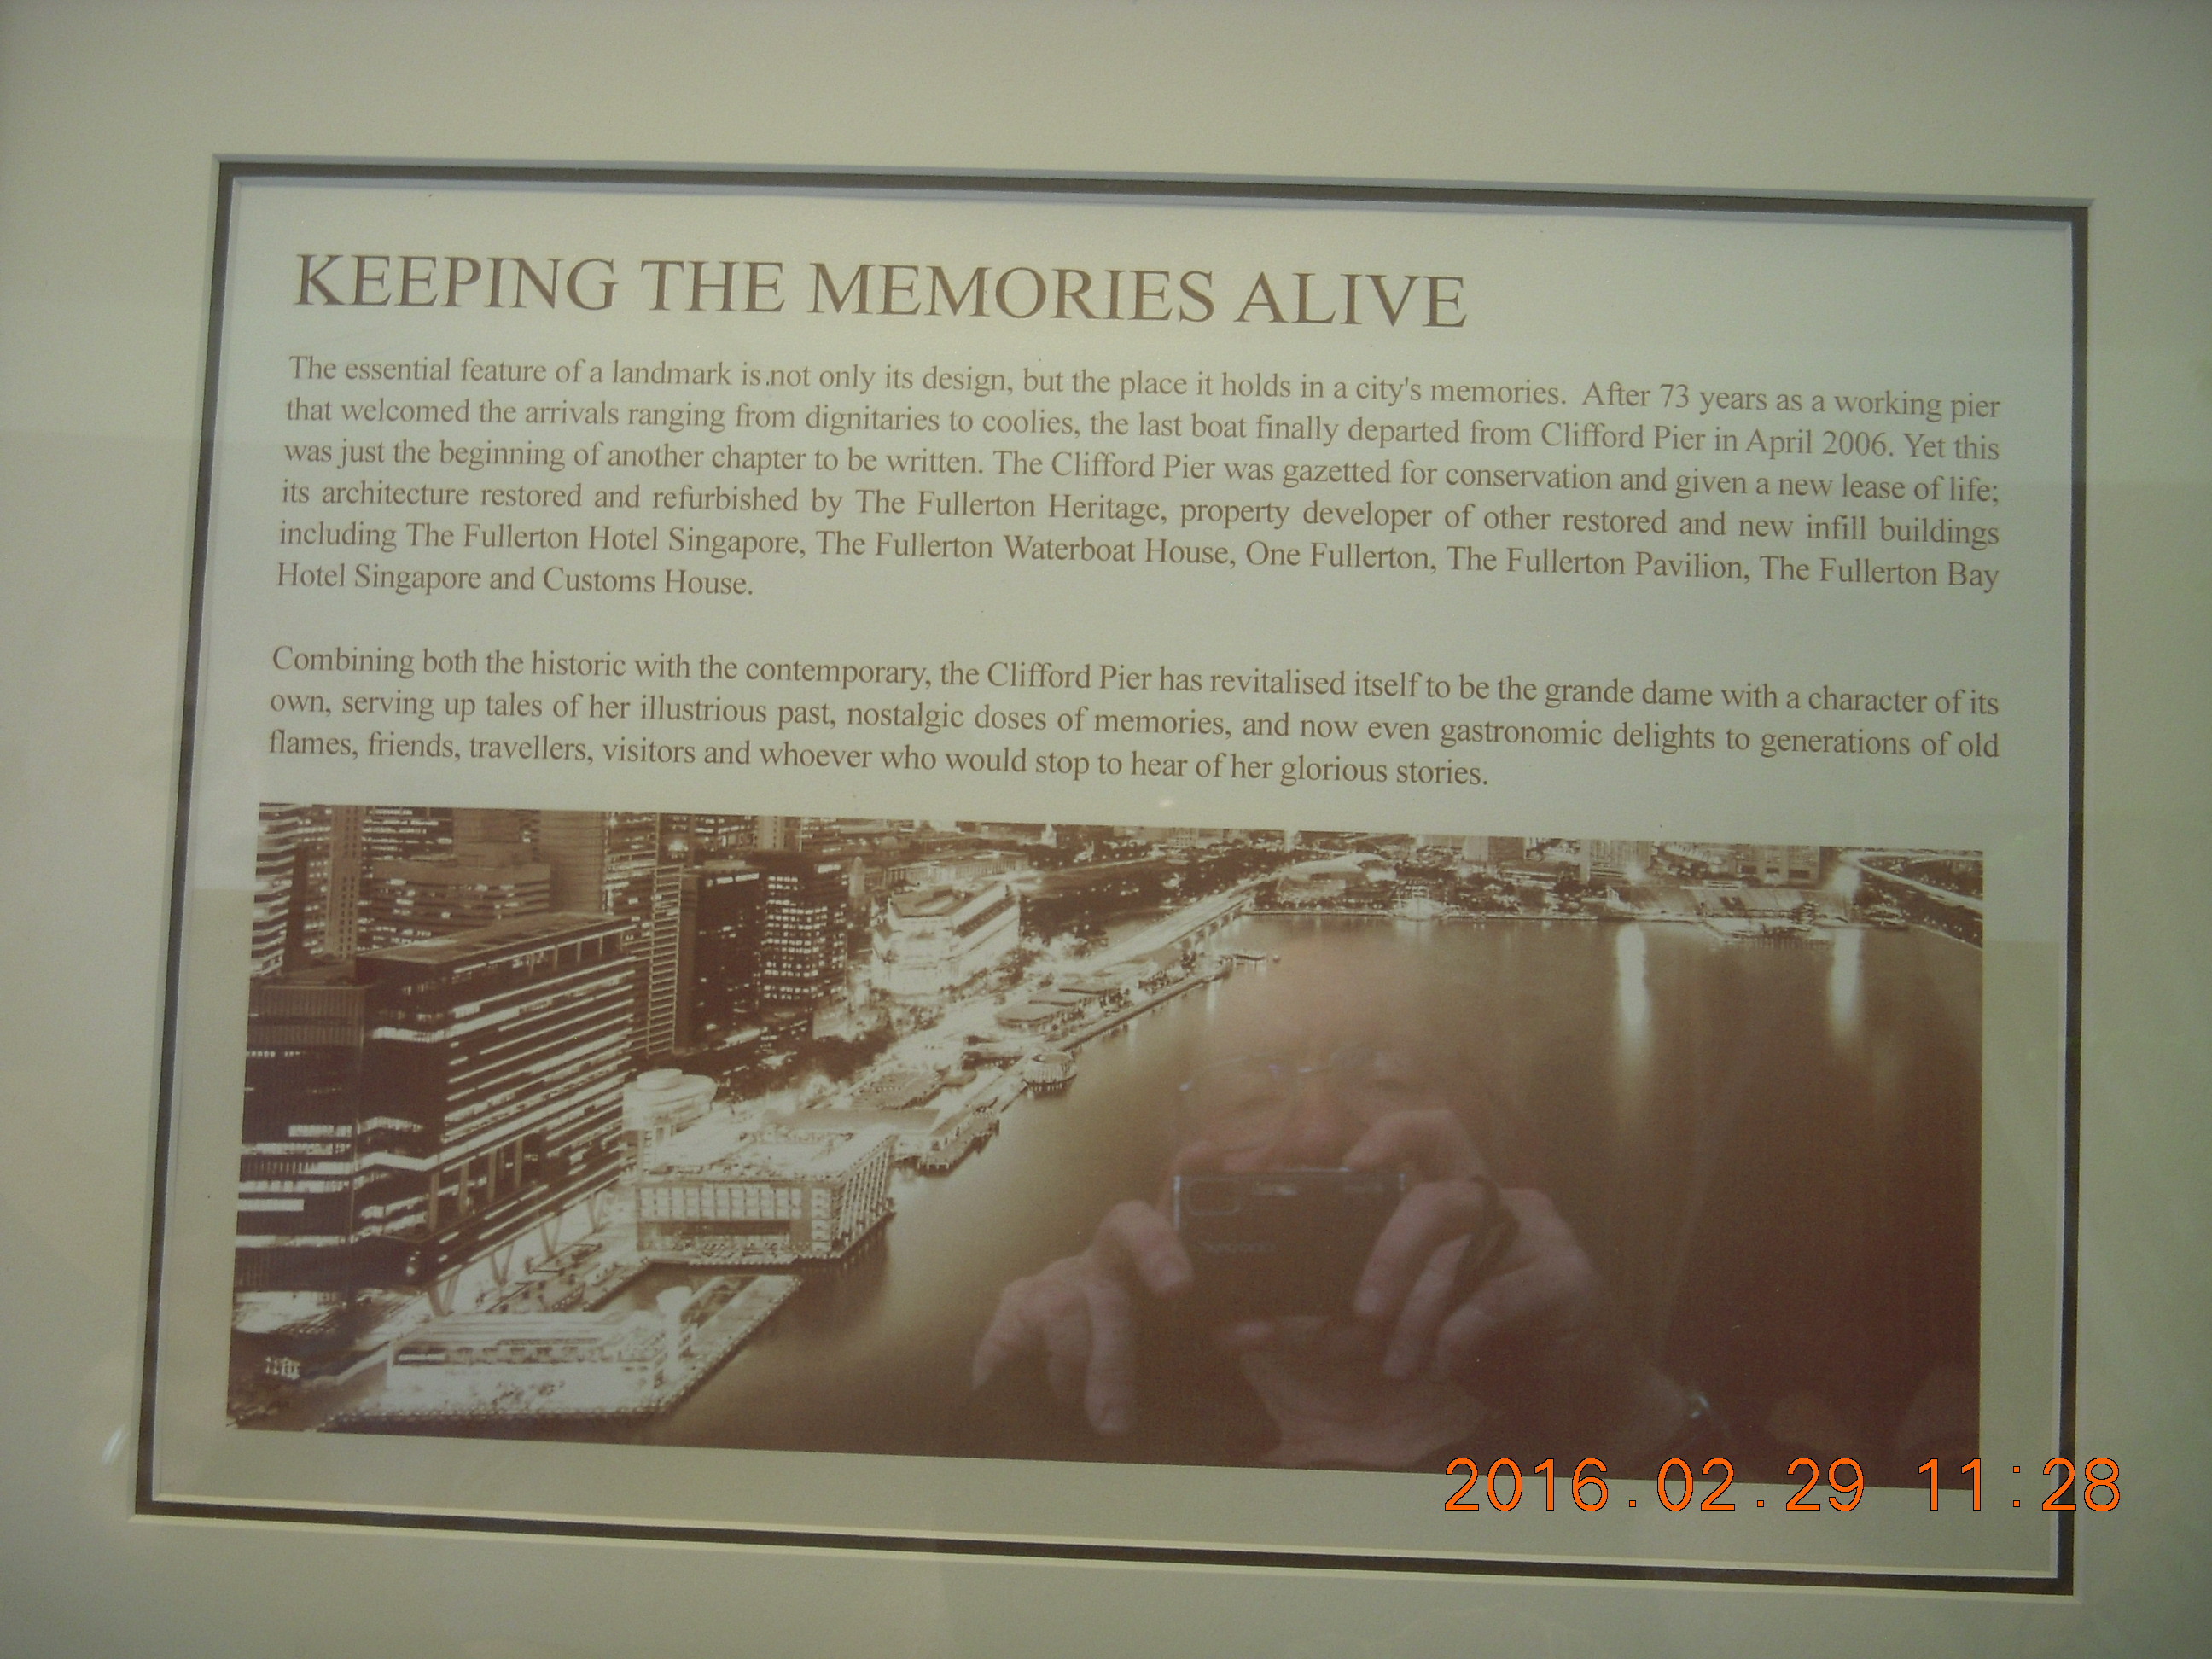 KEEPING THE MEMORIES ALIVE
The essential feature of a landmark is not only its design, but the place it holds in a city's memories. After 73 years as a working pier
that welcomed the arrivals ranging from dignitaries to coolies, the last boat finally departed from Clifford Pier in April 2006. Yet this
was just the beginning of another chapter to be written. The Clifford Pier was gazetted for conservation and given a new lease of life;
its architecture restored and refurbished by The Fullerton Heritage, property developer of other restored and new infill buildings
including The Fullerton Hotel Singapore, The Fullerton Waterboat House, One Fullerton, The Fullerton Pavilion, The Fullerton Bay
Hotel Singapore and Customs House.
Combining both the historic with the contemporary, the Clifford Pier has revitalised itself to be the grande dame with a character of its
own, serving up tales of her illustrious past, nostalgic doses of memories, and now even gastronomic delights to generations of old
flames, friends, travellers, visitors and whoever who would stop to hear of her glorious stories.
2016.02.29 11:28